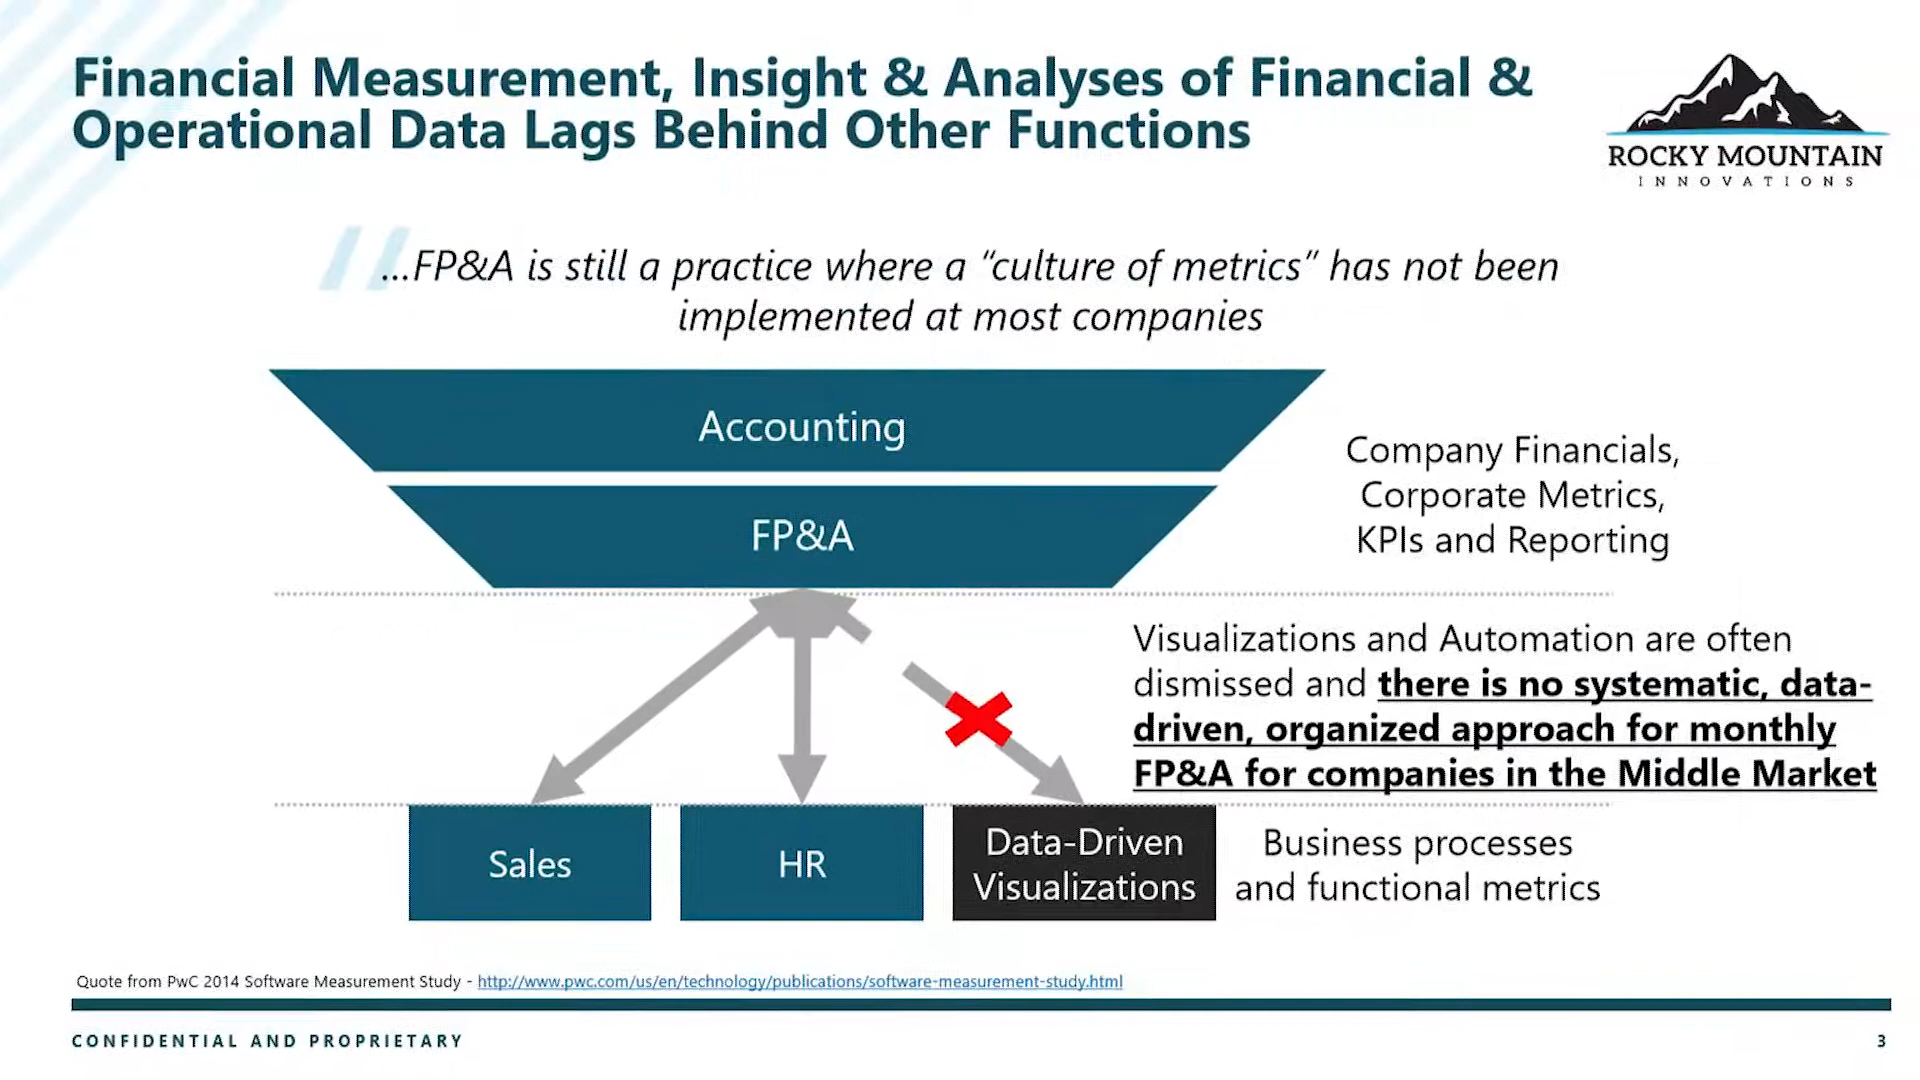 Financial Measurement, Insight & Analyses of Financial &
Operational Data Lags Behind Other Functions
ROCKY MOUNTAIN
INNOVATIONS
"
...FP&A is still a practice where a “culture of metrics” has not been
implemented at most companies
Accounting
Company Financials,
Corporate Metrics,
KPIs and Reporting
FP&A
Visualizations and Automation are often
dismissed and there is no systematic, data-
driven, organized approach for monthly
FP&A for companies in the Middle Market
Sales
HR
Data-Driven
Visualizations
Business processes
and functional metrics
Quote from PwC 2014 Software Measurement Study - http://www.pwc.com/us/en/technology/publications/software-measurement-study.html
CONFIDENTIAL AND PROPRIETARY
3